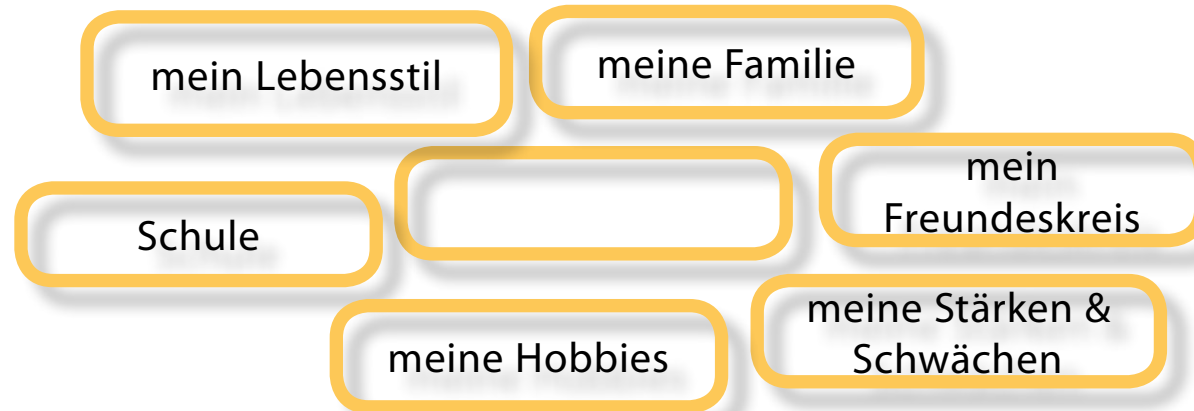 mein Lebensstil
meine Familie
mein
Freundeskreis
Schule
meine Stärken &
Schwächen
meine Hobbies